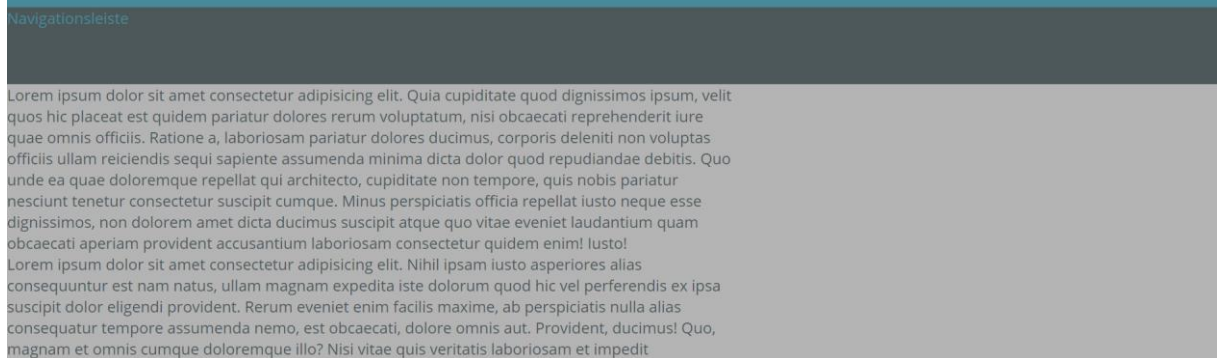 Navigationsleiste
Lorem ipsum dolor sit amet consectetur adipisicing elit. Quia cupiditate quod dignissimos ipsum, velit
quos hic placeat est quidem pariatur dolores rerum voluptatum, nisi obcaecati reprehenderit iure
quae omnis officiis. Ratione a, laboriosam pariatur dolores ducimus, corporis deleniti non voluptas
officiis ullam reiciendis sequi sapiente assumenda minima dicta dolor quod repudiandae debitis. Quo
unde ea quae doloremque repellat qui architecto, cupiditate non tempore, quis nobis pariatur
nesciunt tenetur consectetur suscipit cumque. Minus perspiciatis officia repellat iusto neque esse
dignissimos, non dolorem amet dicta ducimus suscipit atque quo vitae eveniet laudantium quam
obcaecati aperiam provident accusantium laboriosam consectetur quidem enim! Iusto!
Lorem ipsum dolor sit amet consectetur adipisicing elit. Nihil ipsam iusto asperiores alias
consequuntur est nam natus, ullam magnam expedita iste dolorum quod hic vel perferendis ex ipsa
suscipit dolor eligendi provident. Rerum eveniet enim facilis maxime, ab perspiciatis nulla alias
consequatur tempore assumenda nemo, est obcaecati, dolore omnis aut. Provident, ducimus! Quo,
magnam et omnis cumque doloremque illo? Nisi vitae quis veritatis laboriosam et impedit